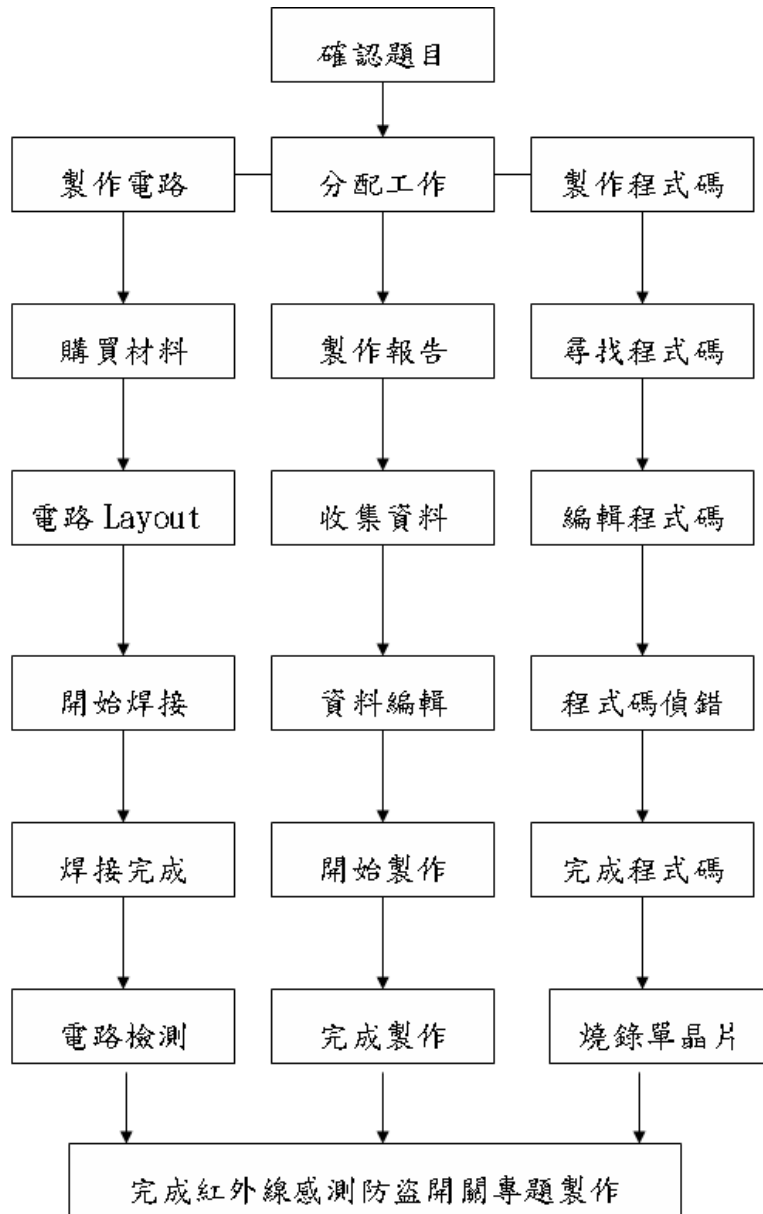 確認題目
製作電路
分配工作
製作程式碼
購買材料
製作報告
尋找程式碼
電路 Layout
收集資料
編輯程式碼
開始焊接
資料編輯
程式碼偵錯
焊接完成
開始製作
完成程式碼
電路檢測
完成製作
燒錄單晶片
完成紅外線感測防盜開關專題製作